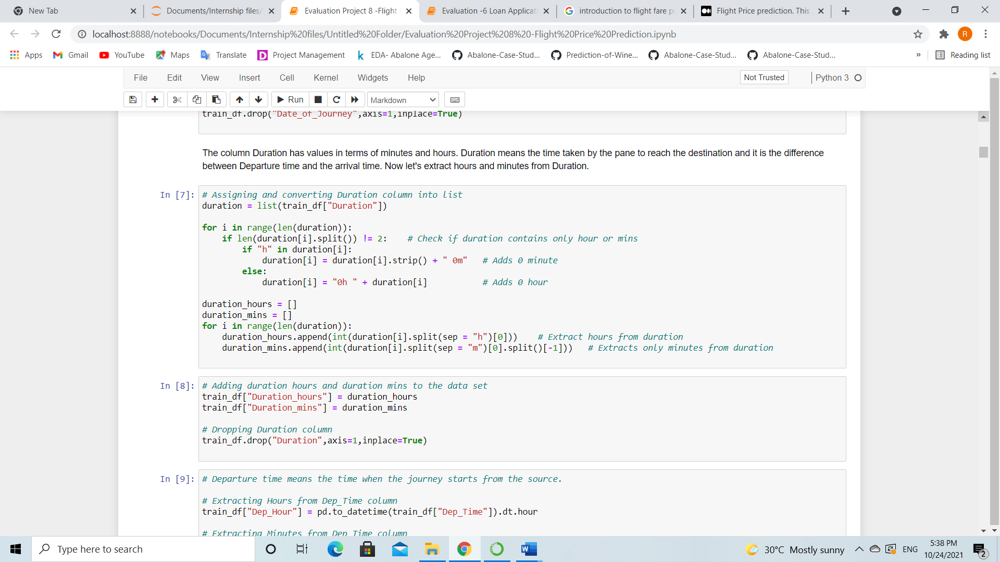 New Tab
Documents/Internship files/
Evaluation Project 8 -Flight
Evaluation -6 Loan Applicati
introduction to flight fare pr
Flight Price prediction. This
localhost:8888/notebooks/Documents/Internship%20files/Untitled%20Folder/Evaluation%20Project%208%20-Flight%20Price%20Prediction.ipynb
R
Apps Gmail YouTube Maps Translate Project Management EDA- Abalone Age... Abalone-Case-Stud... Prediction-of-Wine... Abalone-Case-Stud... Abalone-Case-Stud... » Reading list
File Edit View Insert Cell Kernel Widgets Help Not Trusted Python 3
Run Markdown
train_df.drop("Date_of_Journey",axis=1,inplace=True)
The column Duration has values in terms of minutes and hours. Duration means the time taken by the pane to reach the destination and it is the difference
between Departure time and the arrival time. Now let's extract hours and minutes from Duration.
In [7]: # Assigning and converting Duration column into list
duration = list(train_df["Duration"])
for i in range(len(duration)):
    if len(duration[i].split()) != 2:    # Check if duration contains only hour or mins
        if "h" in duration[i]:
            duration[i] = duration[i].strip() + " 0m"   # Adds 0 minute
        else:
            duration[i] = "0h " + duration[i]           # Adds 0 hour
duration_hours = []
duration_mins = []
for i in range(len(duration)):
    duration_hours.append(int(duration[i].split(sep = "h")[0]))    # Extract hours from duration
    duration_mins.append(int(duration[i].split(sep = "m")[0].split()[-1]))   # Extracts only minutes from duration
In [8]: # Adding duration hours and duration mins to the data set
train_df["Duration_hours"] = duration_hours
train_df["Duration_mins"] = duration_mins
# Dropping Duration column
train_df.drop("Duration",axis=1,inplace=True)
In [9]: # Departure time means the time when the journey starts from the source.
# Extracting Hours from Dep_Time column
train_df["Dep_Hour"] = pd.to_datetime(train_df["Dep_Time"]).dt.hour
# Extracting Minutes from Dep_Time column
Type here to search
30°C Mostly sunny
ENG
5:38 PM
10/24/2021
2